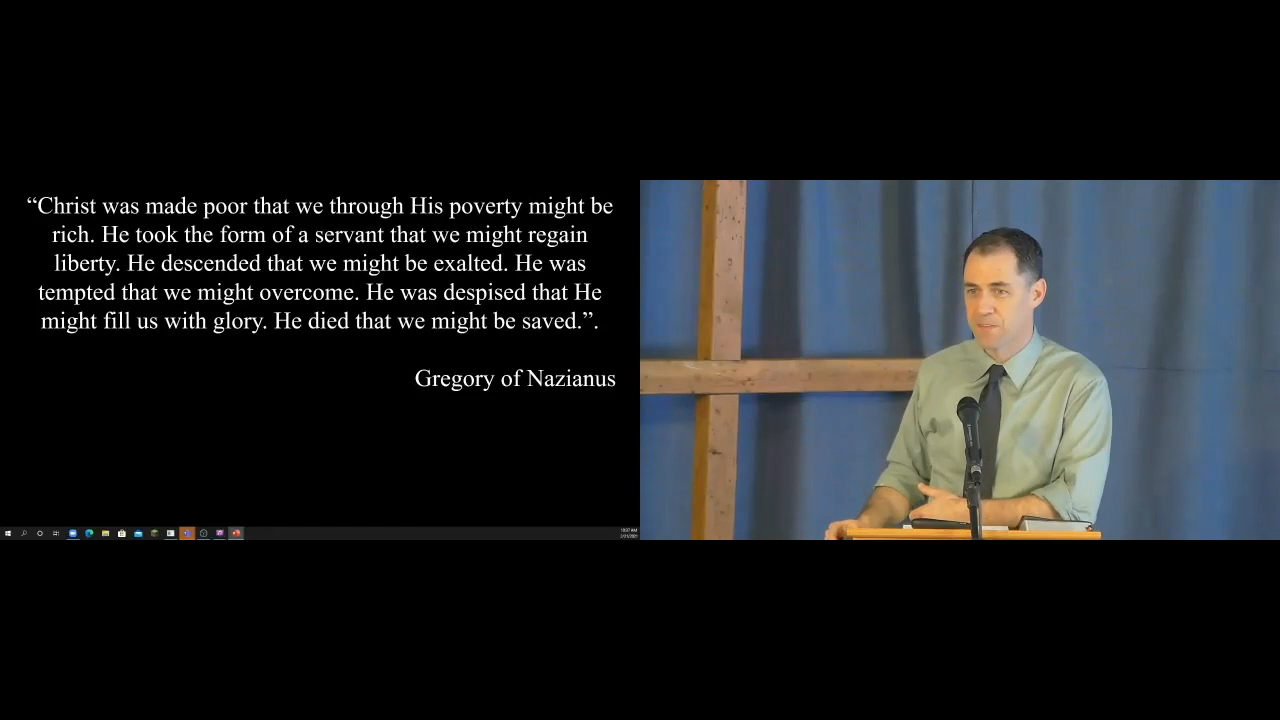 “Christ was made poor that we through His poverty might be
rich. He took the form of a servant that we might regain
liberty. He descended that we might be exalted. He was
tempted that we might overcome. He was despised that He
might fill us with glory. He died that we might be saved.”.
Gregory of Nazianus
10:37 AM